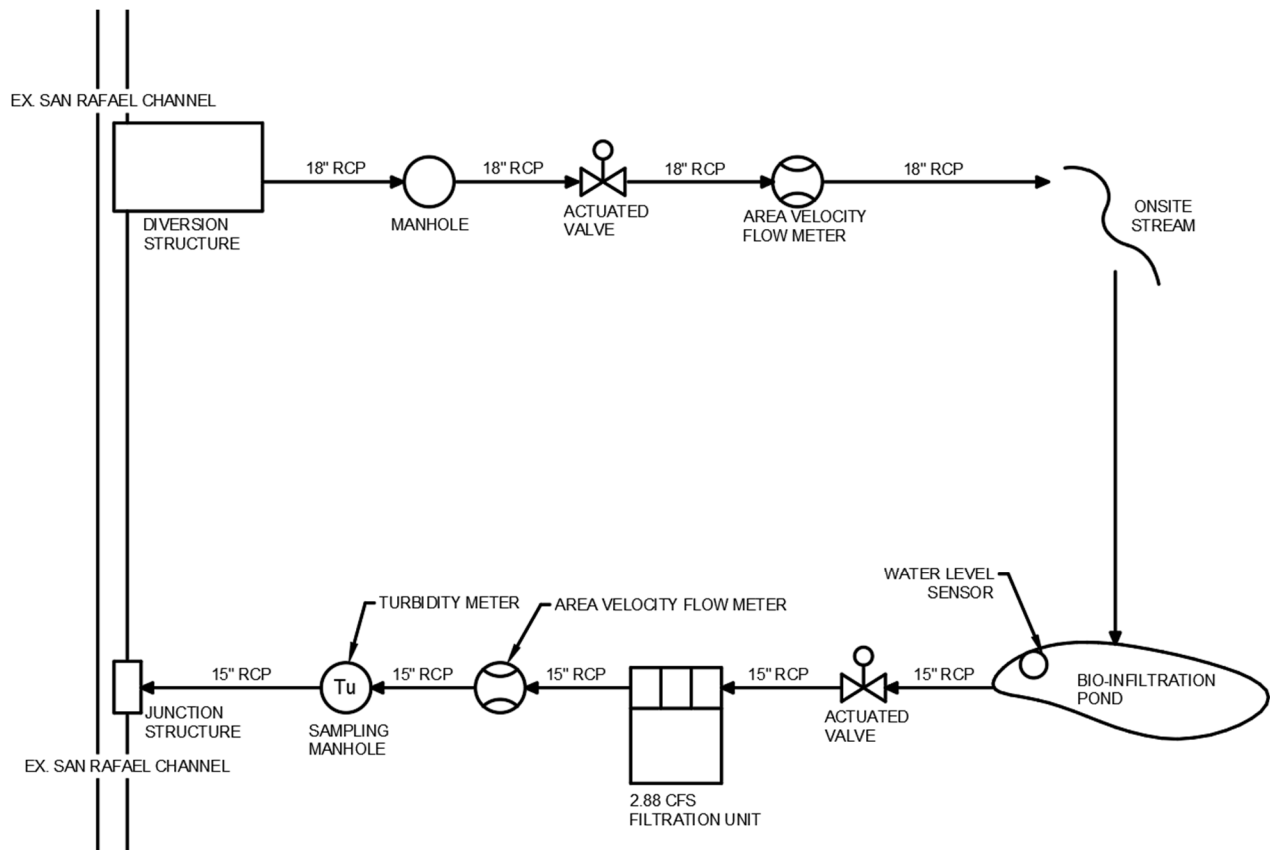 EX. SAN RAFAEL CHANNEL
18" RCP
18" RCP
18" RCP
18" RCP
DIVERSION
STRUCTURE
MANHOLE
ACTUATED
VALVE
AREA VELOCITY
FLOW METER
ONSITE
STREAM
WATER LEVEL
SENSOR
TURBIDITY METER
AREA VELOCITY FLOW METER
15" RCP
15" RCP
15" RCP
15" RCP
15" RCP
Tu
BIO-INFILTRATION
POND
JUNCTION
STRUCTURE
SAMPLING
MANHOLE
ACTUATED
VALVE
EX. SAN RAFAEL CHANNEL
2.88 CFS
FILTRATION UNIT